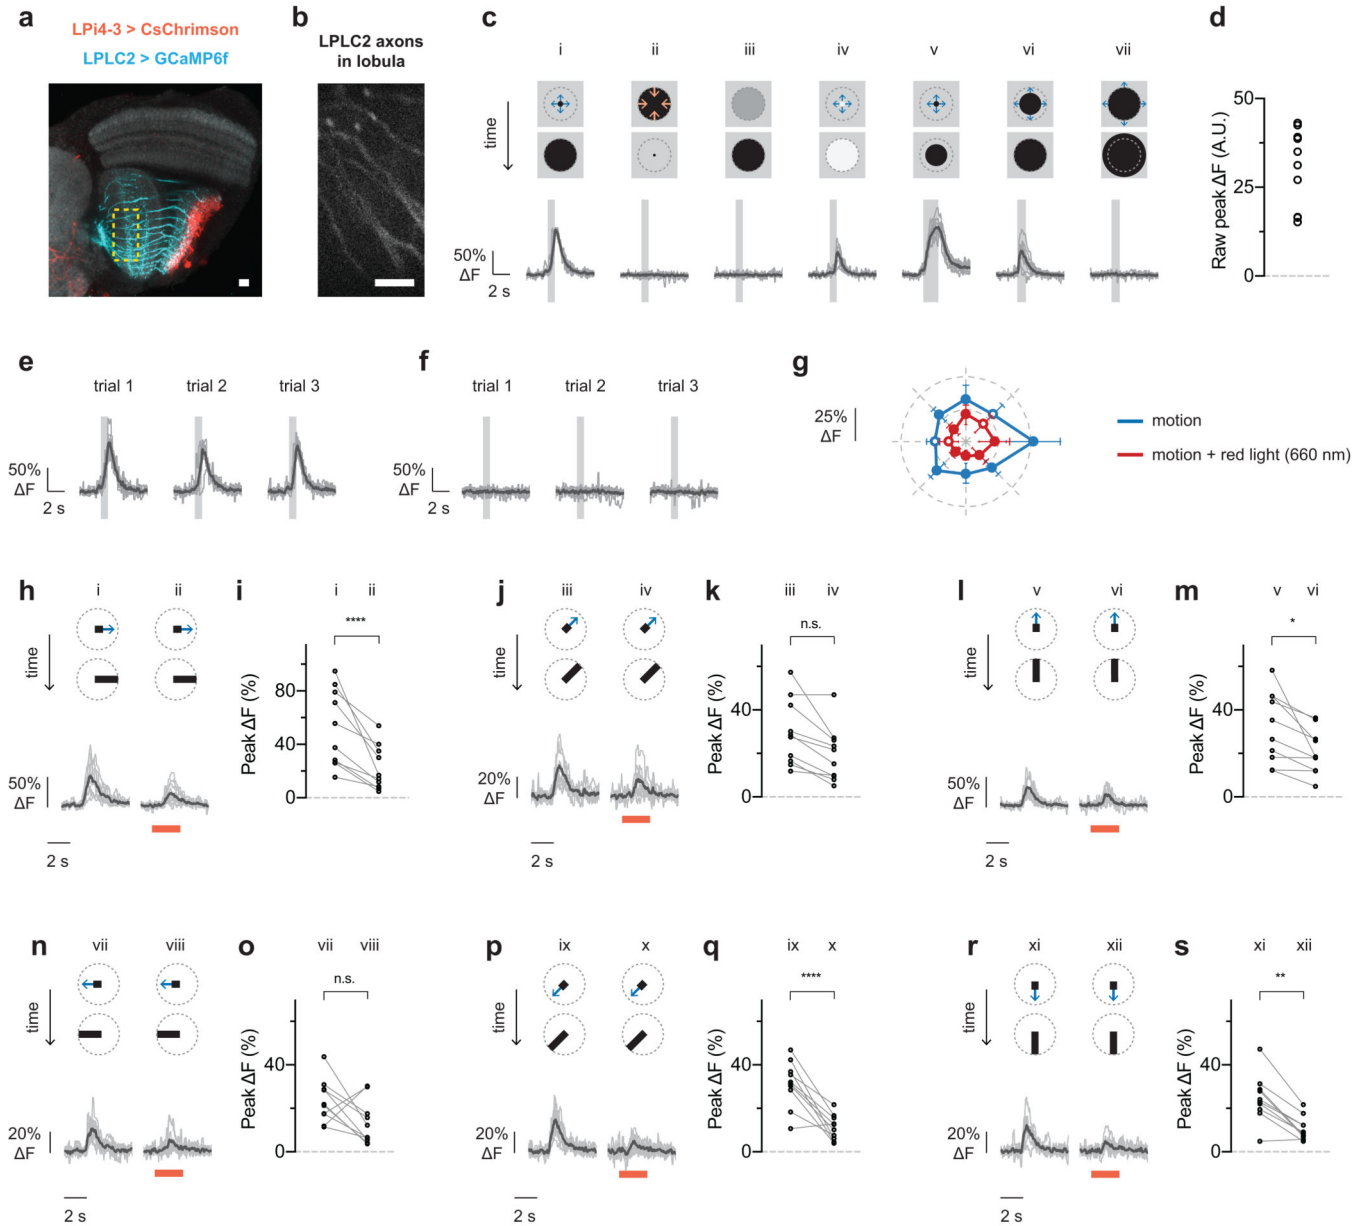 a
LPi4-3 > CsChrimson
LPLC2 > GCaMP6f
b
LPLC2 axons
in lobula
c
i ii iii iv v vi vii
time
50%
ΔF
2 s
d
Raw peak ΔF (A.U.)
50
25
0
e
trial 1 trial 2 trial 3
50%
ΔF
2 s
f
trial 1 trial 2 trial 3
50%
ΔF
2 s
g
25%
ΔF
motion
motion + red light (660 nm)
h
i ii
time
50%
ΔF
2 s
i
i ii
****
Peak ΔF (%)
80
40
0
j
iii iv
time
20%
ΔF
2 s
k
iii iv
n.s.
Peak ΔF (%)
40
0
l
v vi
time
50%
ΔF
2 s
m
v vi
*
Peak ΔF (%)
40
0
n
vii viii
time
20%
ΔF
2 s
o
vii viii
n.s.
Peak ΔF (%)
40
0
p
ix x
time
20%
ΔF
2 s
q
ix x
****
Peak ΔF (%)
40
0
r
xi xii
time
20%
ΔF
2 s
s
xi xii
**
Peak ΔF (%)
40
0